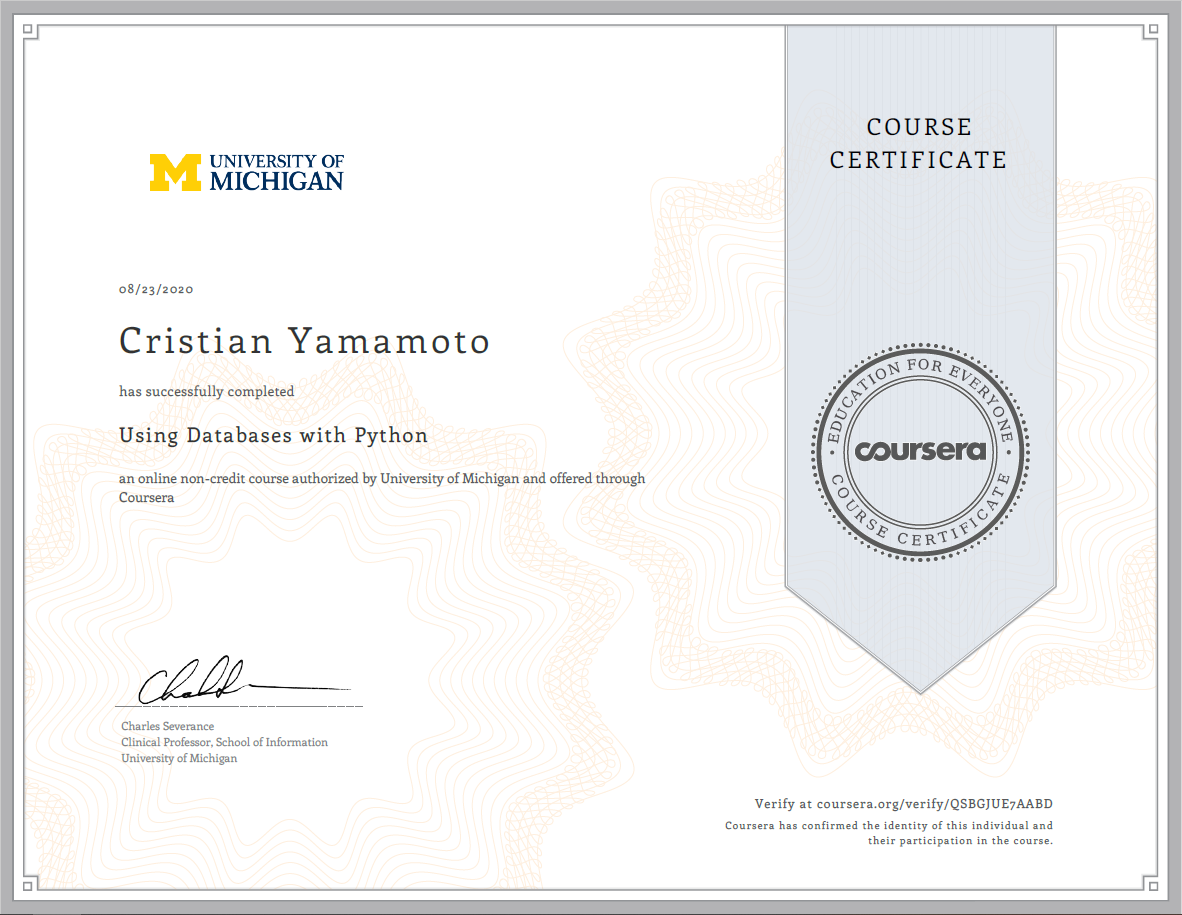 COURSE
CERTIFICATE
UNIVERSITY OF
MICHIGAN
08/23/2020
Cristian Yamamoto
has successfully completed
Using Databases with Python
an online non-credit course authorized by University of Michigan and offered through
Coursera
EDUCATION FOR EVERYONE
coursera
COURSE CERTIFICATE
Charles Severance
Clinical Professor, School of Information
University of Michigan
Verify at coursera.org/verify/QSBGJUE7AABD
Coursera has confirmed the identity of this individual and
their participation in the course.